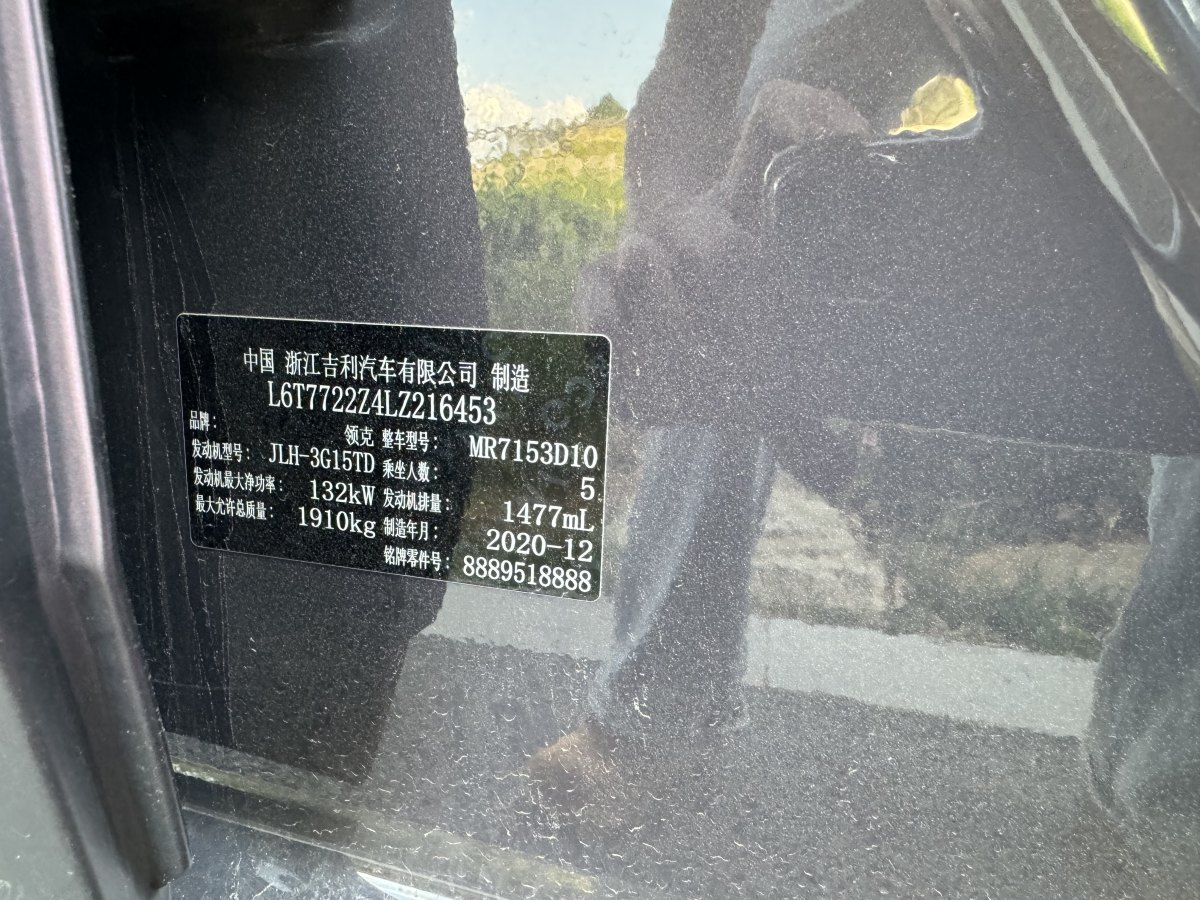 中国 浙江吉利汽车有限公司 制造
L6T7722Z4LZ216453
品牌: 领克 整车型号: MR7153D10
发动机型号: JLH-3G15TD 乘坐人数: 5
发动机最大净功率: 132kW 发动机排量: 1477mL
最大允许总质量: 1910kg 制造年月: 2020-12
铭牌零件号: 8889518888